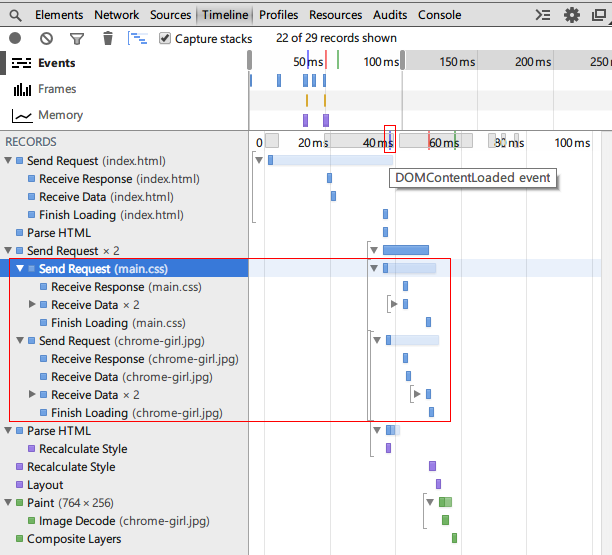 Elements Network Sources Timeline Profiles Resources Audits Console
Capture stacks 22 of 29 records shown
Events
Frames
Memory
50 ms 100 ms 150 ms 200 ms 250
RECORDS
0 20 ms 40 ms 60 ms 80 ms 100 ms
Send Request (index.html)
DOMContentLoaded event
Receive Response (index.html)
Receive Data (index.html)
Finish Loading (index.html)
Parse HTML
Send Request × 2
Send Request (main.css)
Receive Response (main.css)
Receive Data × 2
Finish Loading (main.css)
Send Request (chrome-girl.jpg)
Receive Response (chrome-girl.jpg)
Receive Data (chrome-girl.jpg)
Receive Data × 2
Finish Loading (chrome-girl.jpg)
Parse HTML
Recalculate Style
Recalculate Style
Layout
Paint (764 × 256)
Image Decode (chrome-girl.jpg)
Composite Layers